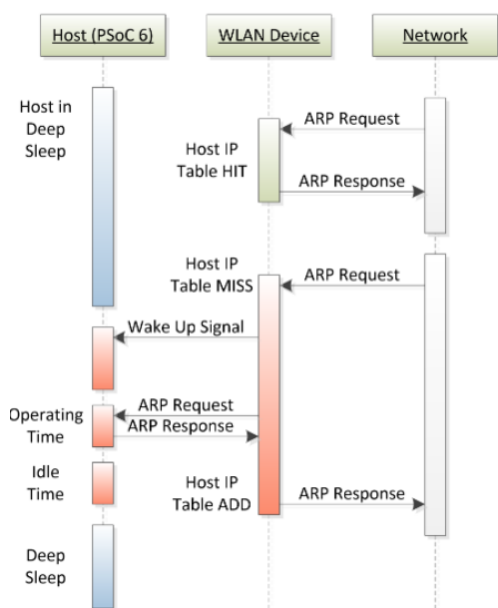 Host (PSoC 6)
WLAN Device
Network
Host in
Deep
Sleep
ARP Request
Host IP
Table HIT
ARP Response
Host IP
Table MISS
ARP Request
Wake Up Signal
ARP Request
Operating
Time
ARP Response
Idle
Time
Host IP
Table ADD
ARP Response
Deep
Sleep